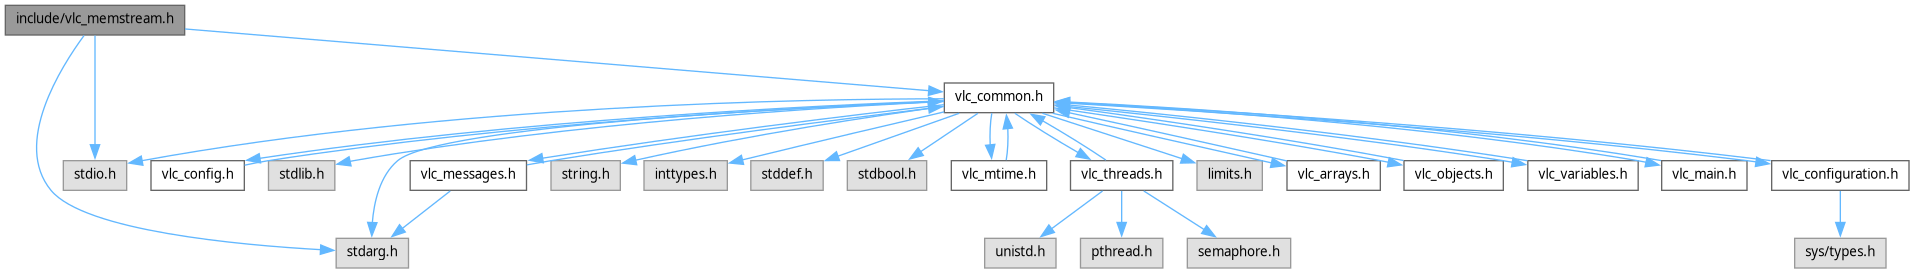 include/vlc_memstream.h
vlc_common.h
stdio.h
vlc_config.h
stdlib.h
vlc_messages.h
string.h
inttypes.h
stddef.h
stdbool.h
vlc_mtime.h
vlc_threads.h
limits.h
vlc_arrays.h
vlc_objects.h
vlc_variables.h
vlc_main.h
vlc_configuration.h
stdarg.h
unistd.h
pthread.h
semaphore.h
sys/types.h